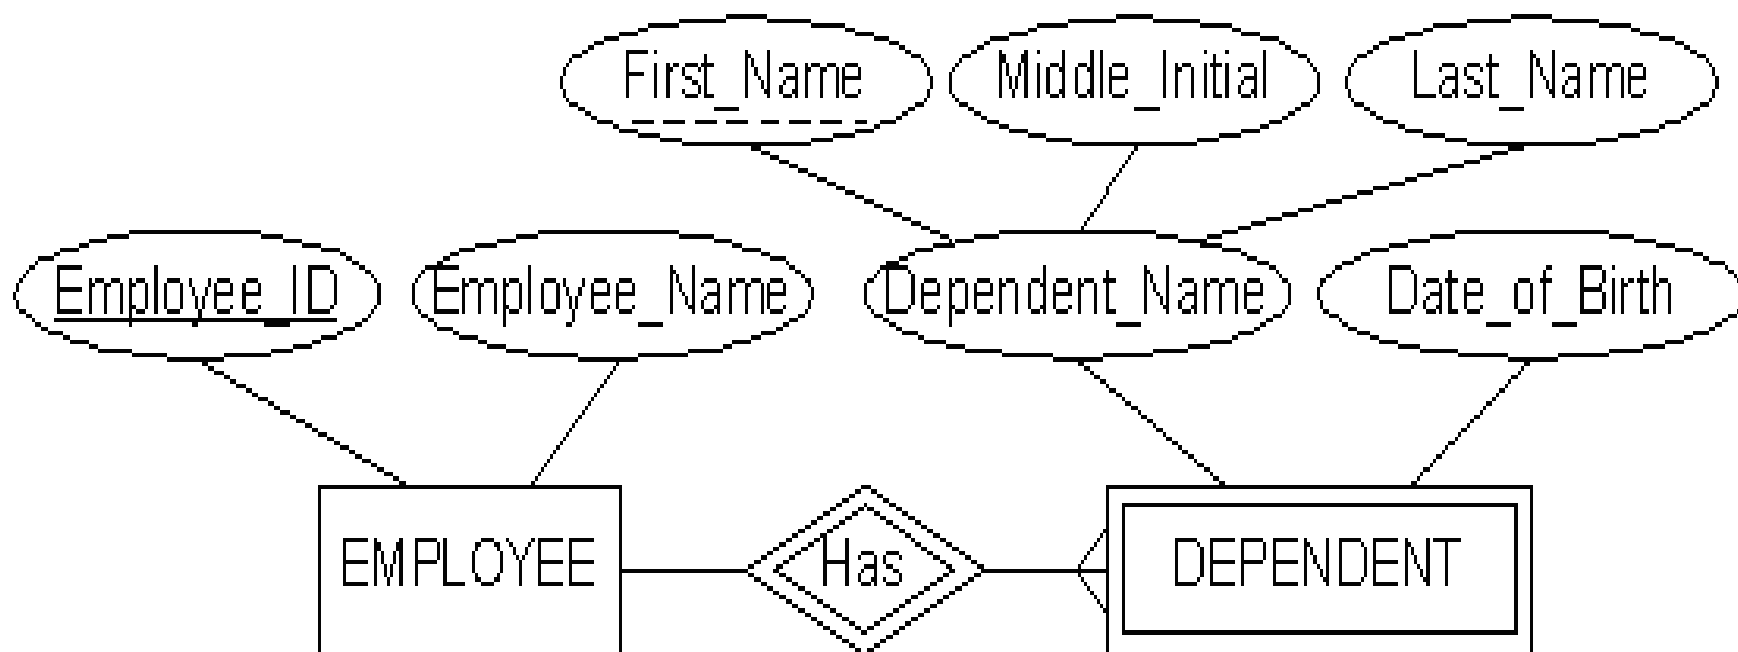 First_Name Middle_Initial Last_Name
Employee_ID Employee_Name Dependent_Name Date_of_Birth
EMPLOYEE Has DEPENDENT